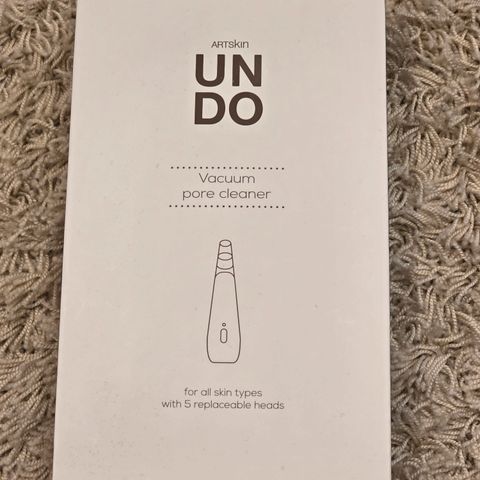 ARTskin
UN
DO
Vacuum
pore cleaner
for all skin types
with 5 replaceable heads